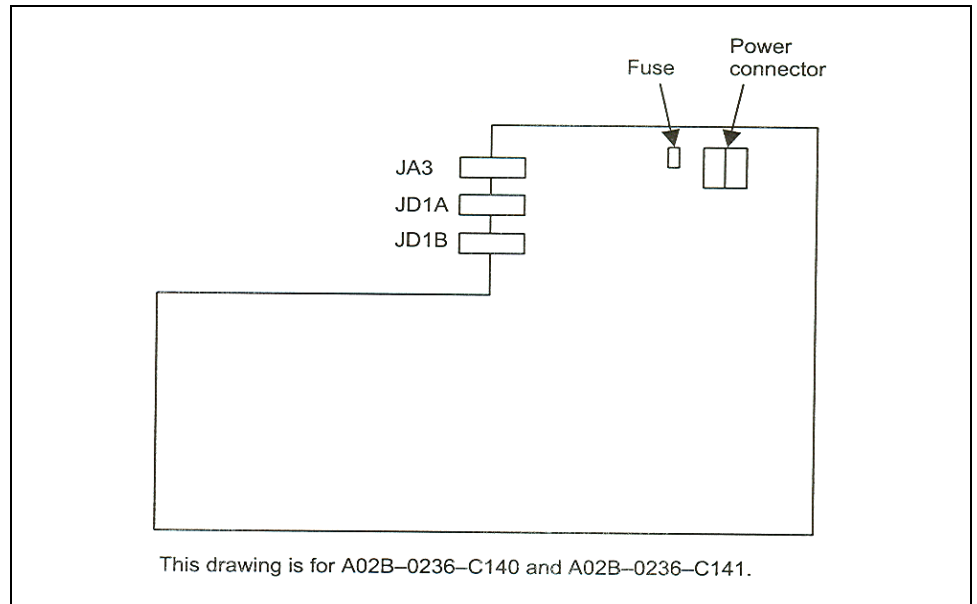 Power
connector
Fuse
JA3
JD1A
JD1B
This drawing is for A02B–0236–C140 and A02B–0236–C141.